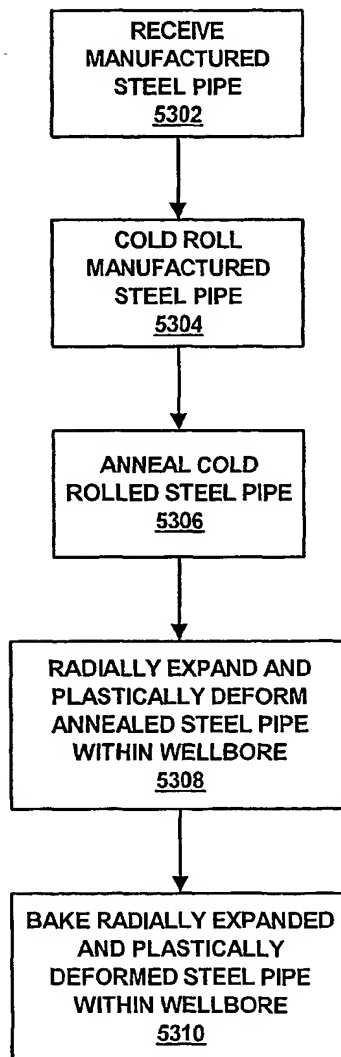 RECEIVE
MANUFACTURED
STEEL PIPE
5302
COLD ROLL
MANUFACTURED
STEEL PIPE
5304
ANNEAL COLD
ROLLED STEEL PIPE
5306
RADIALLY EXPAND AND
PLASTICALLY DEFORM
ANNEALED STEEL PIPE
WITHIN WELLBORE
5308
BAKE RADIALLY EXPANDED
AND PLASTICALLY
DEFORMED STEEL PIPE
WITHIN WELLBORE
5310